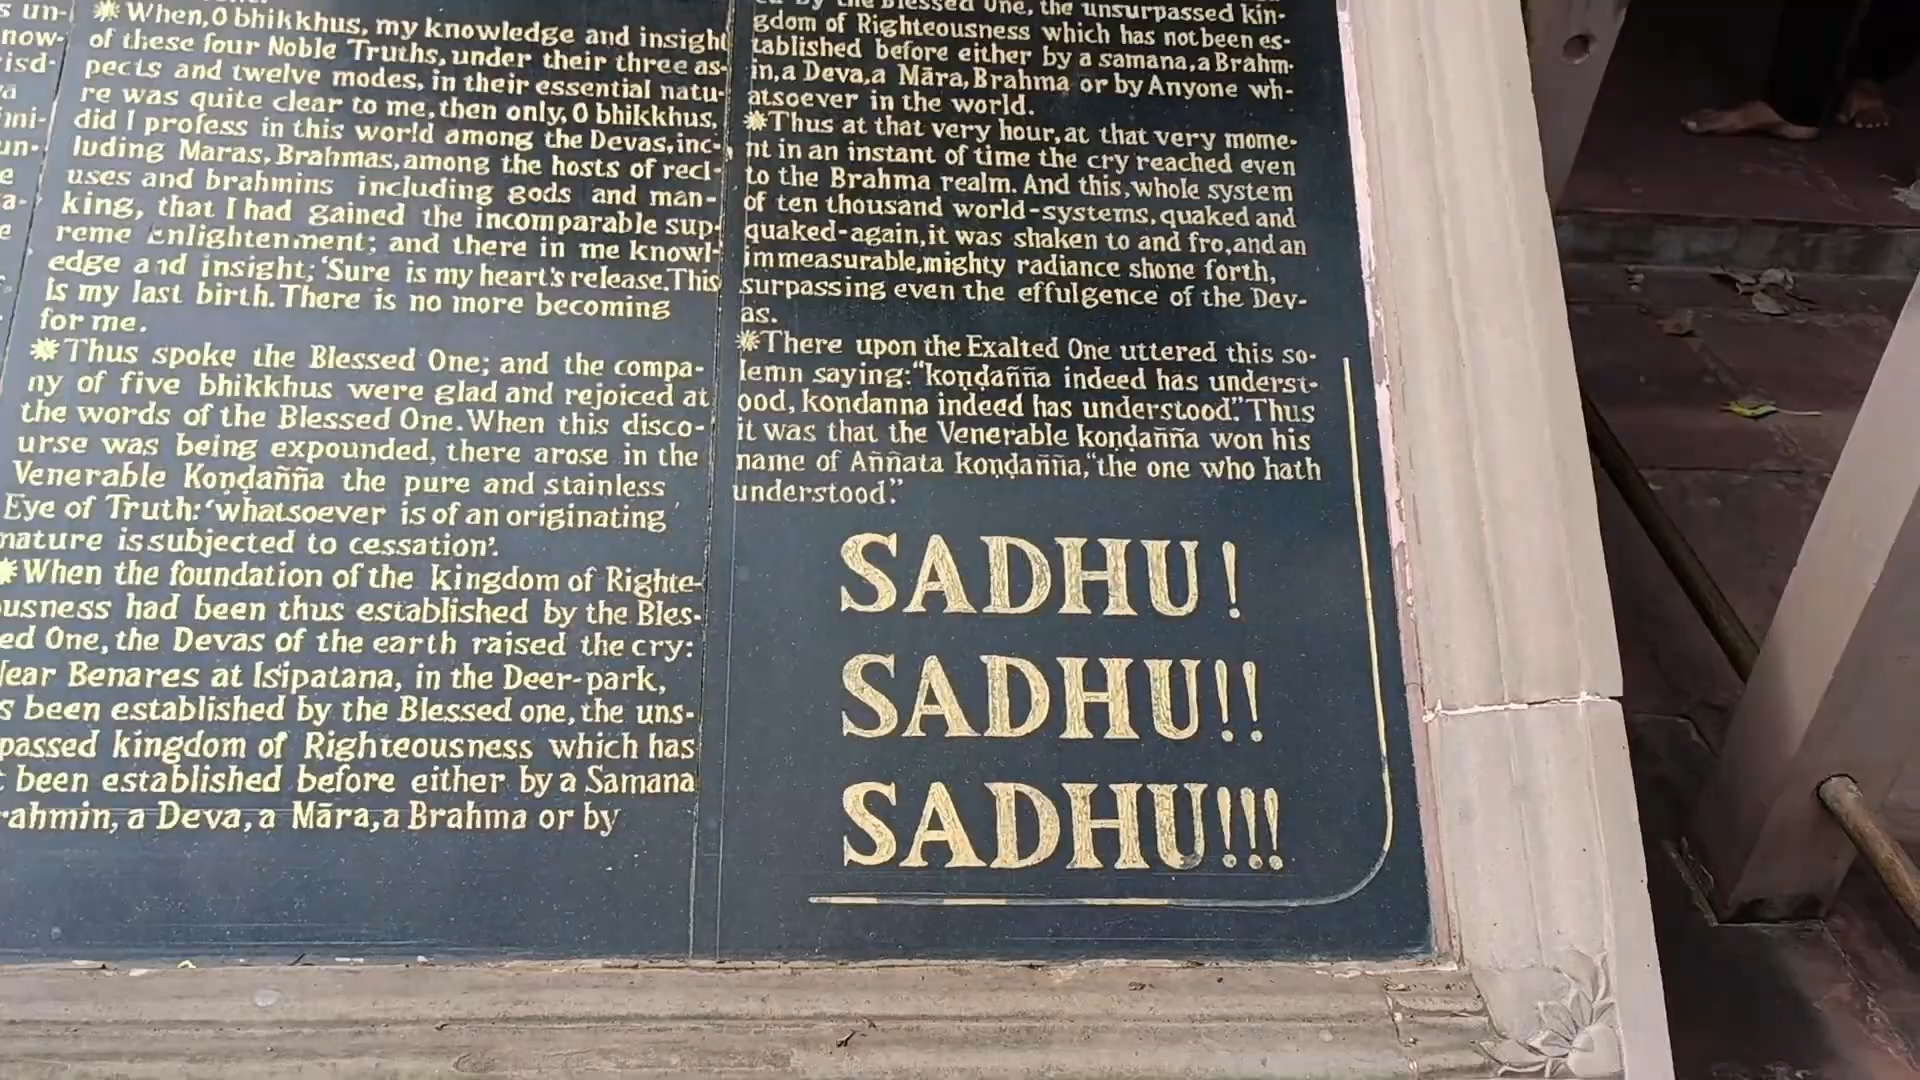 s un-
now-
isd-
mi-
un-
e
a-
e
✷When, O bhikkhus, my knowledge and insight
of these four Noble Truths, under their three as-
pects and twelve modes, in their essential natu-
re was quite clear to me, then only, O bhikkhus,
did I profess in this world among the Devas, inc-
luding Maras, Brahmas, among the hosts of recl-
uses and brahmins including gods and man-
king, that I had gained the incomparable sup-
reme enlightenment; and there in me knowl-
edge and insight; 'Sure is my heart's release. This
is my last birth. There is no more becoming
for me.
✷Thus spoke the Blessed One; and the compa-
ny of five bhikkhus were glad and rejoiced at
the words of the Blessed One. When this disco-
urse was being expounded, there arose in the
Venerable Koṇḍañña the pure and stainless
Eye of Truth: 'whatsoever is of an originating
nature is subjected to cessation'.
✷When the foundation of the kingdom of Righte-
ousness had been thus established by the Bles-
ed One, the Devas of the earth raised the cry:
ear Benares at Isipatana, in the Deer-park,
s been established by the Blessed one, the uns-
passed kingdom of Righteousness which has
t been established before either by a Samana
rahmin, a Deva, a Māra, a Brahma or by
ed by the Blessed One, the unsurpassed kin-
gdom of Righteousness which has not been es-
tablished before either by a samana, a Brahm-
in, a Deva, a Māra, Brahma or by Anyone wh-
atsoever in the world.
✷Thus at that very hour, at that very mome-
nt in an instant of time the cry reached even
to the Brahma realm. And this, whole system
of ten thousand world-systems, quaked and
quaked-again, it was shaken to and fro, and an
immeasurable, mighty radiance shone forth,
surpassing even the effulgence of the Dev-
as.
✷There upon the Exalted One uttered this so-
lemn saying: "koṇḍañña indeed has underst-
ood, kondanna indeed has understood." Thus
it was that the Venerable koṇḍañña won his
name of Aññata koṇḍañña, "the one who hath
understood."
SADHU!
SADHU!!
SADHU!!!